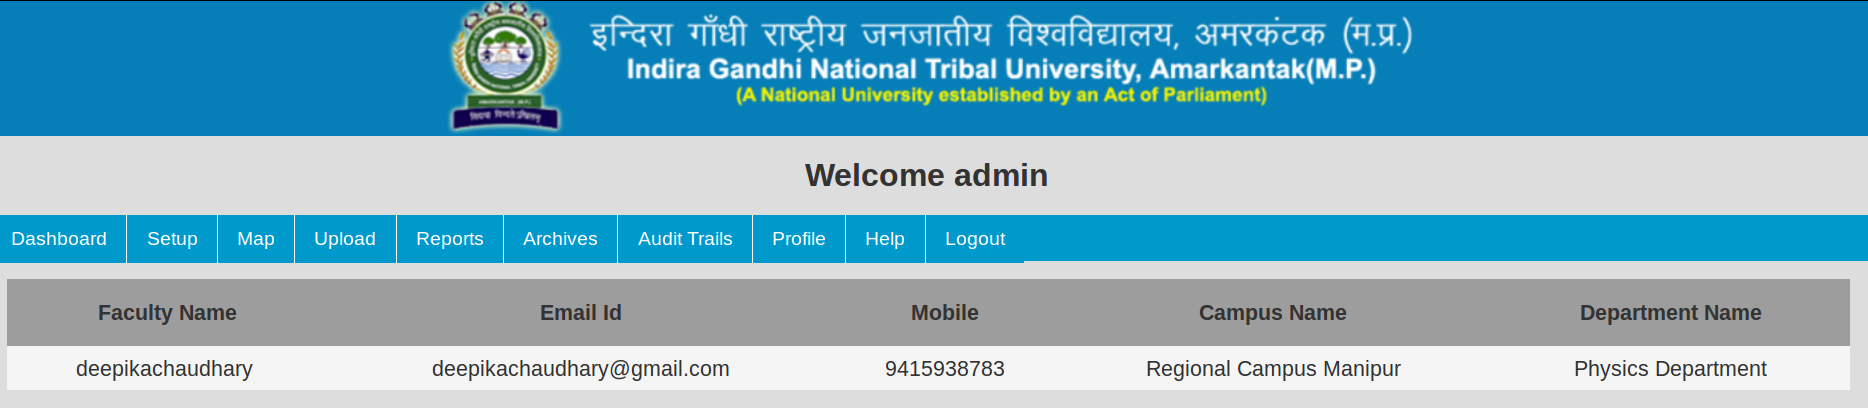 इन्दिरा गाँधी राष्ट्रीय जनजातीय विश्वविद्यालय, अमरकंटक (म.प्र.)
Indira Gandhi National Tribal University, Amarkantak(M.P.)
(A National University established by an Act of Parliament)
AMARKANTAK (M.P.)
Welcome admin
Dashboard Setup Map Upload Reports Archives Audit Trails Profile Help Logout
Faculty Name Email Id Mobile Campus Name Department Name
deepikachaudhary deepikachaudhary@gmail.com 9415938783 Regional Campus Manipur Physics Department